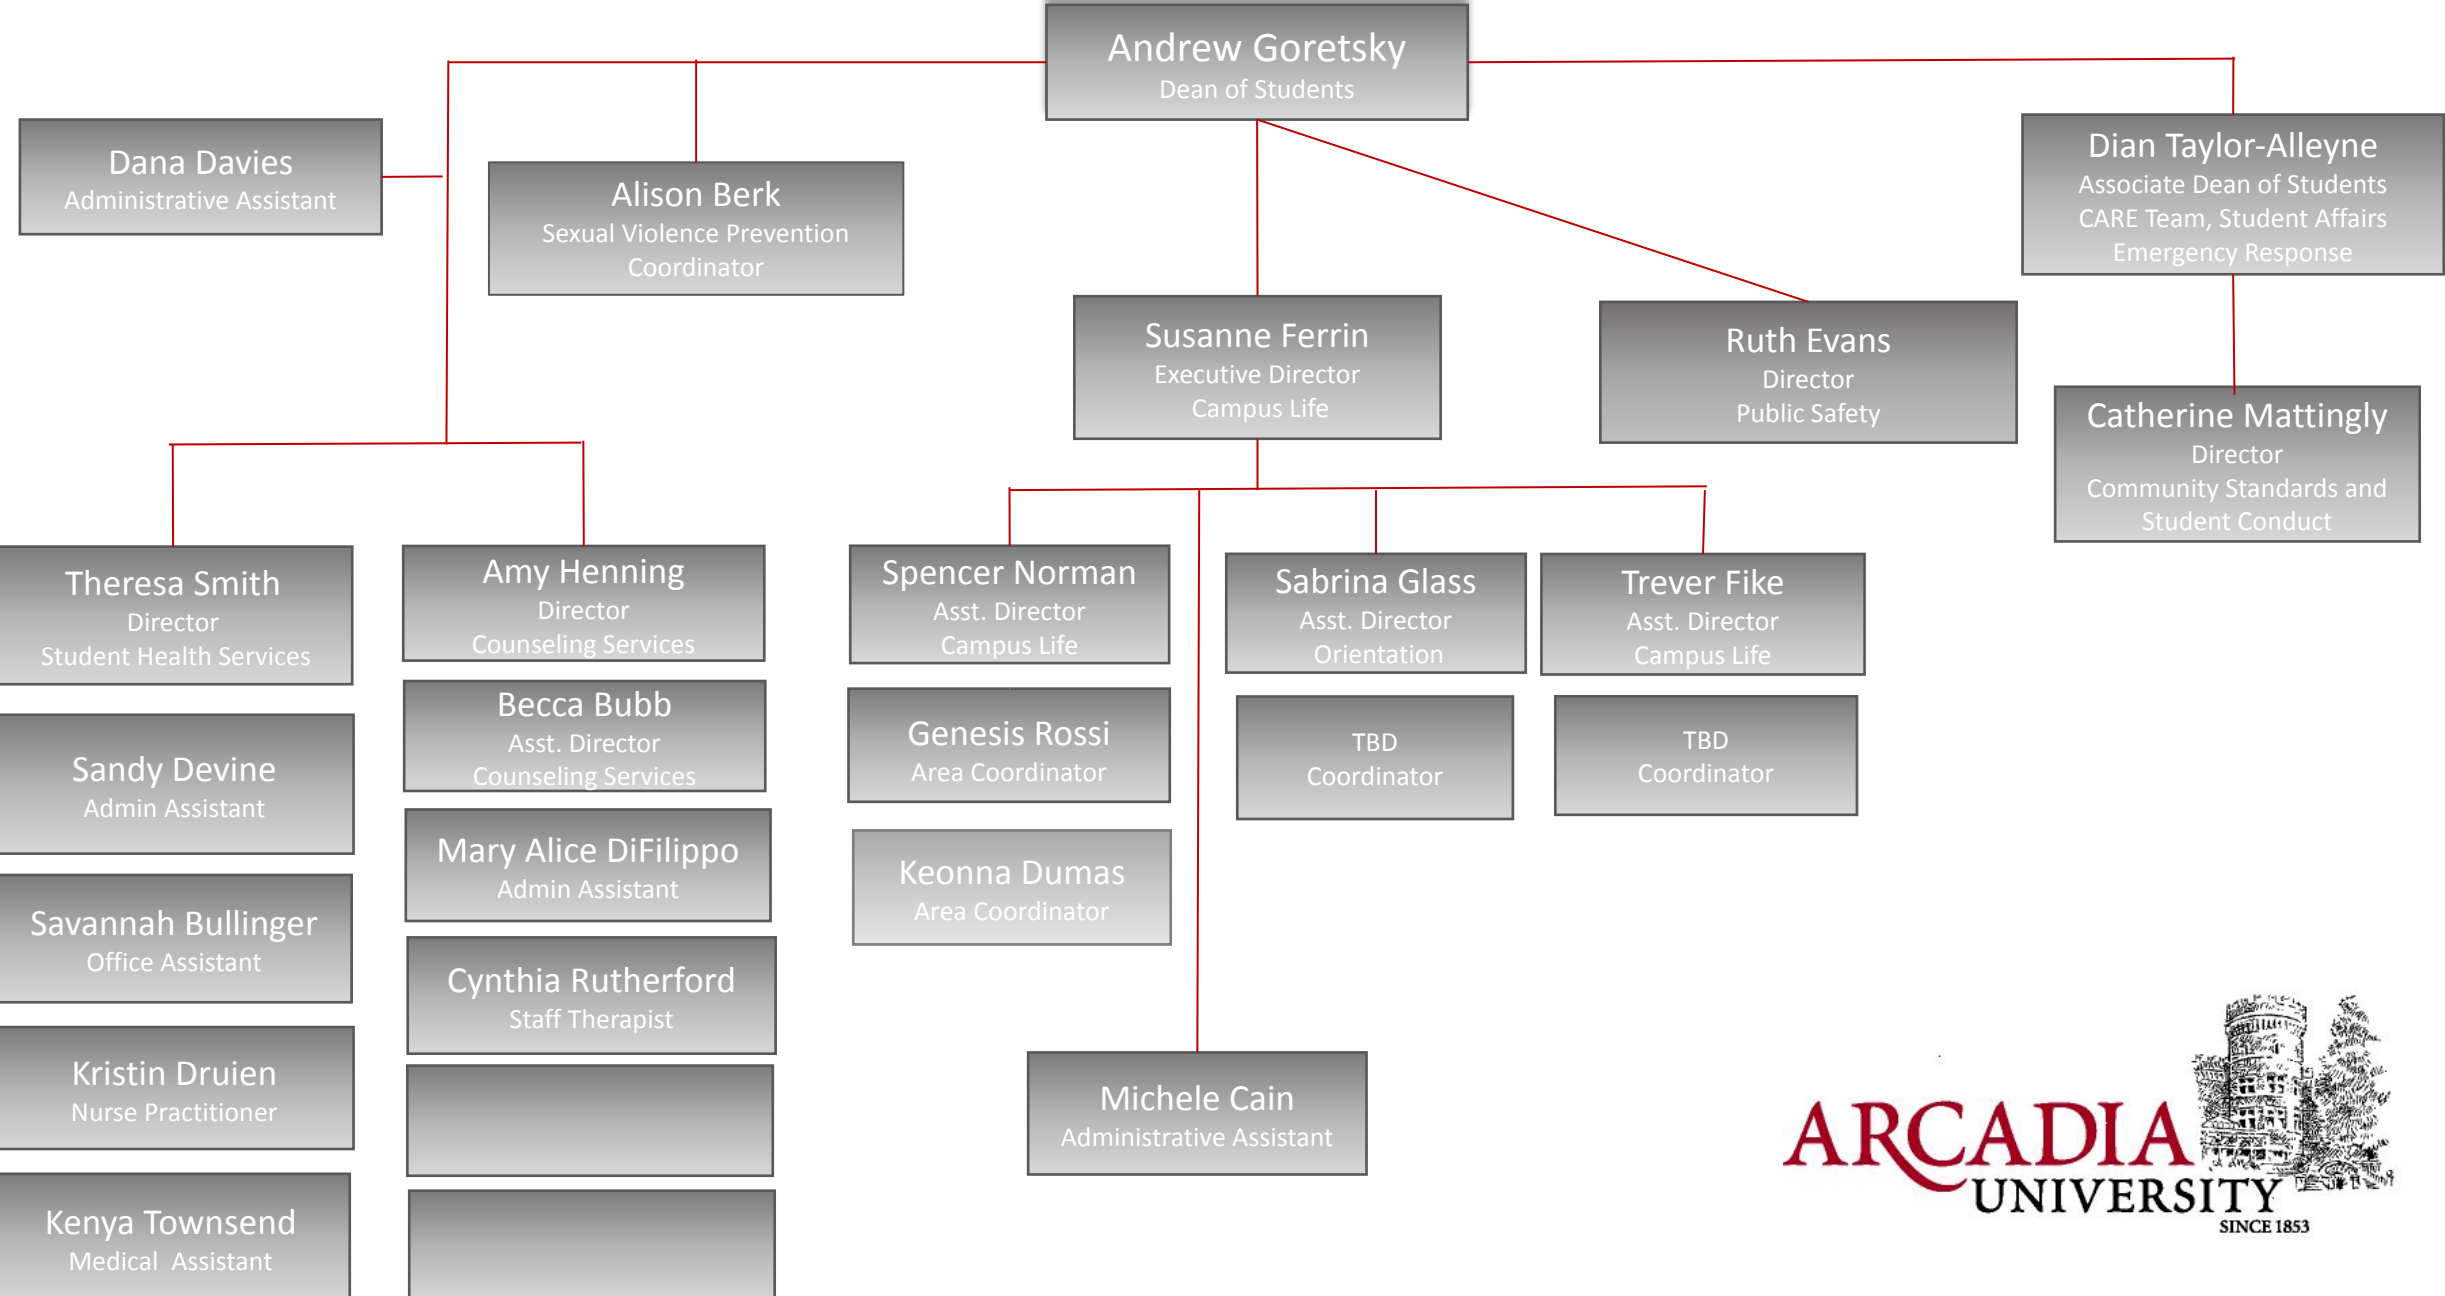 Andrew Goretsky
Dean of Students
Dana Davies
Administrative Assistant
Alison Berk
Sexual Violence Prevention
Coordinator
Dian Taylor-Alleyne
Associate Dean of Students
CARE Team, Student Affairs
Emergency Response
Susanne Ferrin
Executive Director
Campus Life
Ruth Evans
Director
Public Safety
Catherine Mattingly
Director
Community Standards and
Student Conduct
Theresa Smith
Director
Student Health Services
Amy Henning
Director
Counseling Services
Spencer Norman
Asst. Director
Campus Life
Sabrina Glass
Asst. Director
Orientation
Trever Fike
Asst. Director
Campus Life
Sandy Devine
Admin Assistant
Becca Bubb
Asst. Director
Counseling Services
Genesis Rossi
Area Coordinator
TBD
Coordinator
TBD
Coordinator
Mary Alice DiFilippo
Admin Assistant
Keonna Dumas
Area Coordinator
Savannah Bullinger
Office Assistant
Cynthia Rutherford
Staff Therapist
Kristin Druien
Nurse Practitioner
Michele Cain
Administrative Assistant
Kenya Townsend
Medical  Assistant
ARCADIA
UNIVERSITY
SINCE 1853